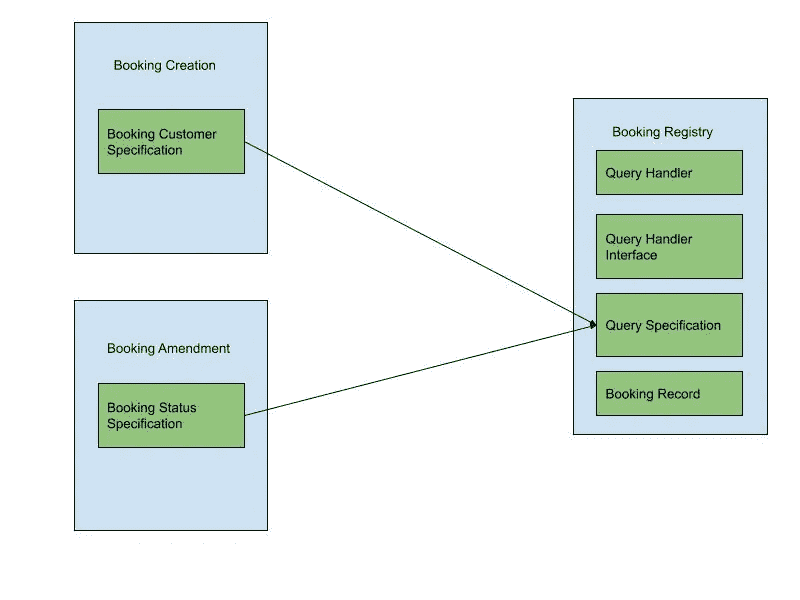 Booking Creation
Booking Customer
Specification
Booking Amendment
Booking Status
Specification
Booking Registry
Query Handler
Query Handler
Interface
Query Specification
Booking Record